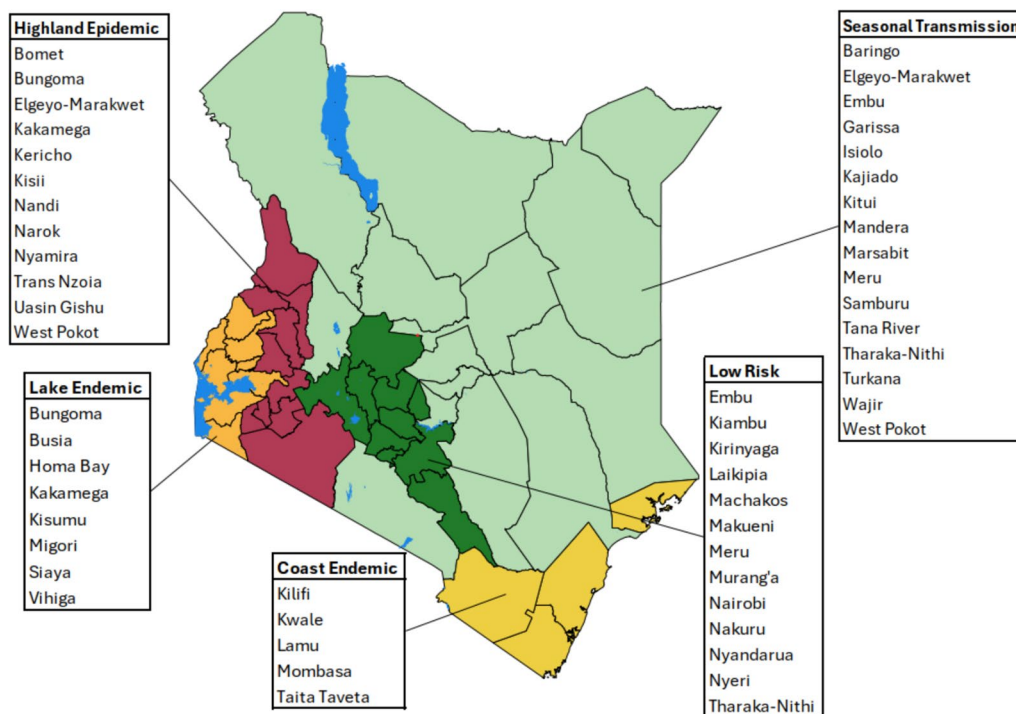 Highland Epidemic
Bomet
Bungoma
Elgeyo-Marakwet
Kakamega
Kericho
Kisii
Nandi
Narok
Nyamira
Trans Nzoia
Uasin Gishu
West Pokot
Lake Endemic
Bungoma
Busia
Homa Bay
Kakamega
Kisumu
Migori
Siaya
Vihiga
Coast Endemic
Kilifi
Kwale
Lamu
Mombasa
Taita Taveta
Low Risk
Embu
Kiambu
Kirinyaga
Laikipia
Machakos
Makueni
Meru
Murang'a
Nairobi
Nakuru
Nyandarua
Nyeri
Tharaka-Nithi
Seasonal Transmission
Baringo
Elgeyo-Marakwet
Embu
Garissa
Isiolo
Kajiado
Kitui
Mandera
Marsabit
Meru
Samburu
Tana River
Tharaka-Nithi
Turkana
Wajir
West Pokot